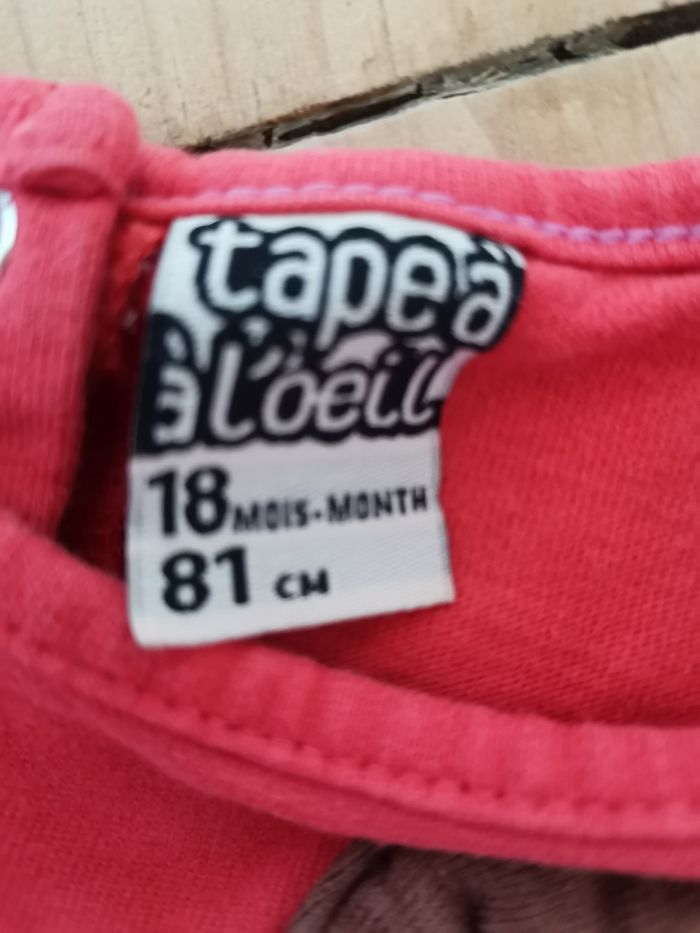 tape à
à l'oeil
18 MOIS-MONTH
81 CM